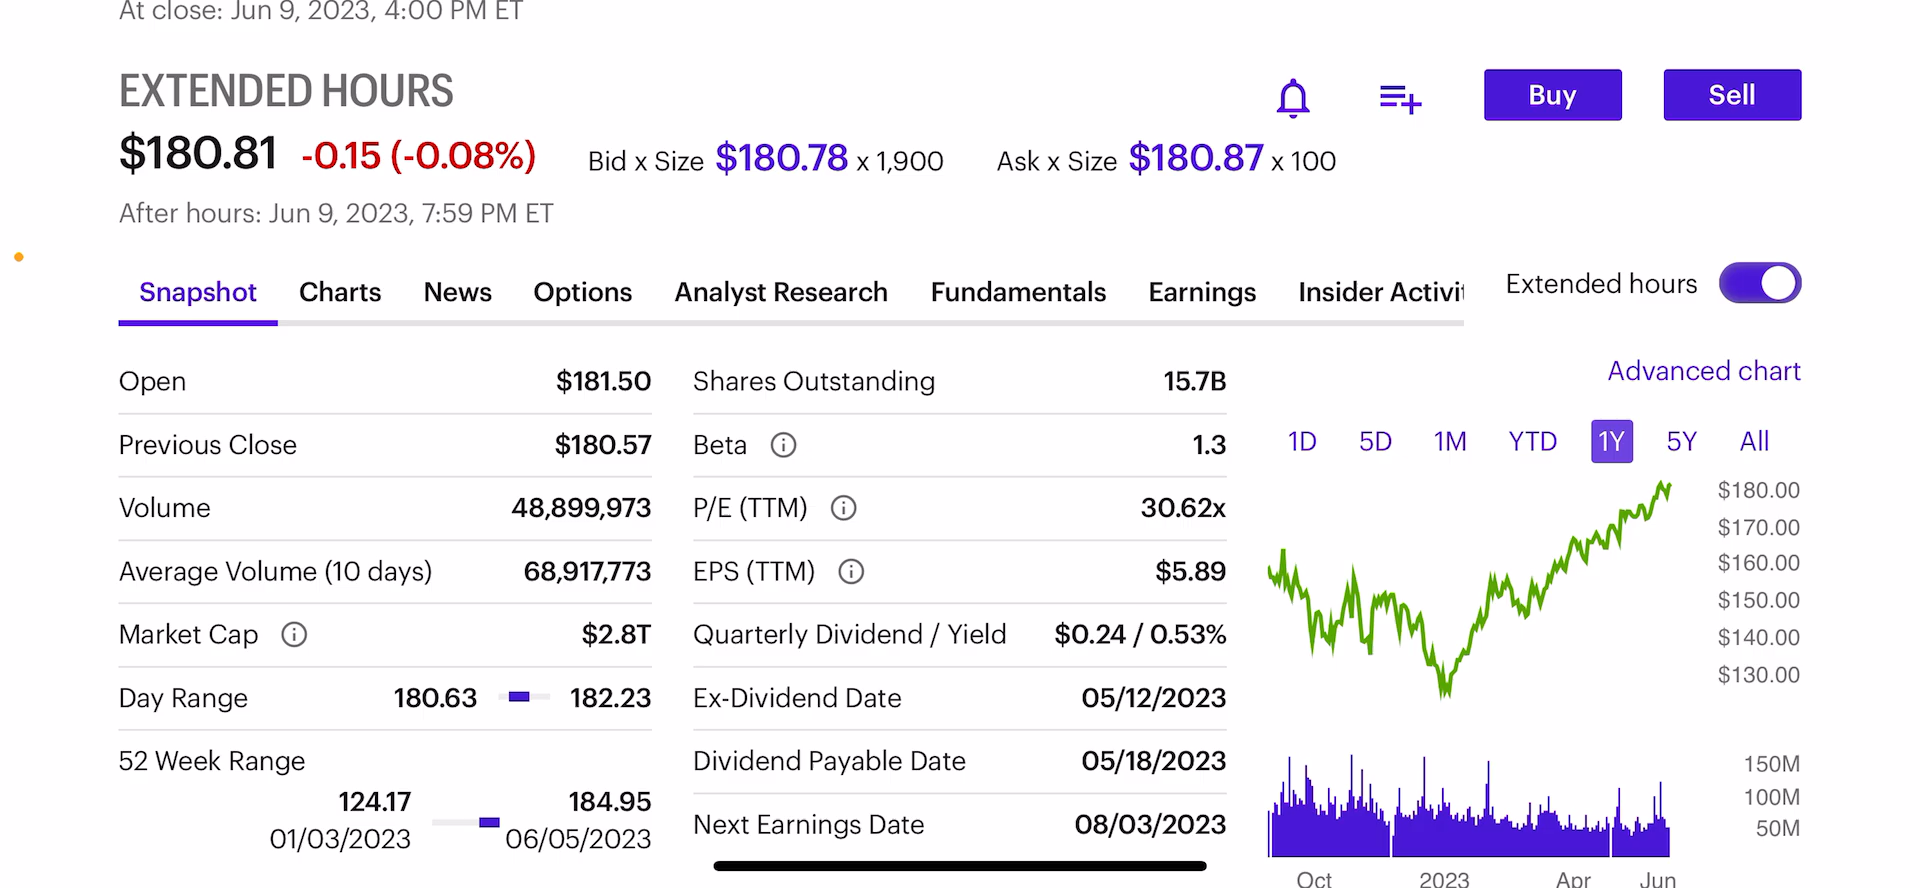 At close: Jun 9, 2023, 4:00 PM ET
EXTENDED HOURS
Buy
Sell
$180.81 -0.15 (-0.08%) Bid x Size $180.78 x 1,900 Ask x Size $180.87 x 100
After hours: Jun 9, 2023, 7:59 PM ET
Snapshot Charts News Options Analyst Research Fundamentals Earnings Insider Activit
Extended hours
Open $181.50
Previous Close $180.57
Volume 48,899,973
Average Volume (10 days) 68,917,773
Market Cap $2.8T
Day Range 180.63 182.23
52 Week Range
124.17 184.95
01/03/2023 06/05/2023
Shares Outstanding 15.7B
Beta 1.3
P/E (TTM) 30.62x
EPS (TTM) $5.89
Quarterly Dividend / Yield $0.24 / 0.53%
Ex-Dividend Date 05/12/2023
Dividend Payable Date 05/18/2023
Next Earnings Date 08/03/2023
Advanced chart
1D 5D 1M YTD 1Y 5Y All
$180.00
$170.00
$160.00
$150.00
$140.00
$130.00
150M
100M
50M
Oct 2023 Apr Jun